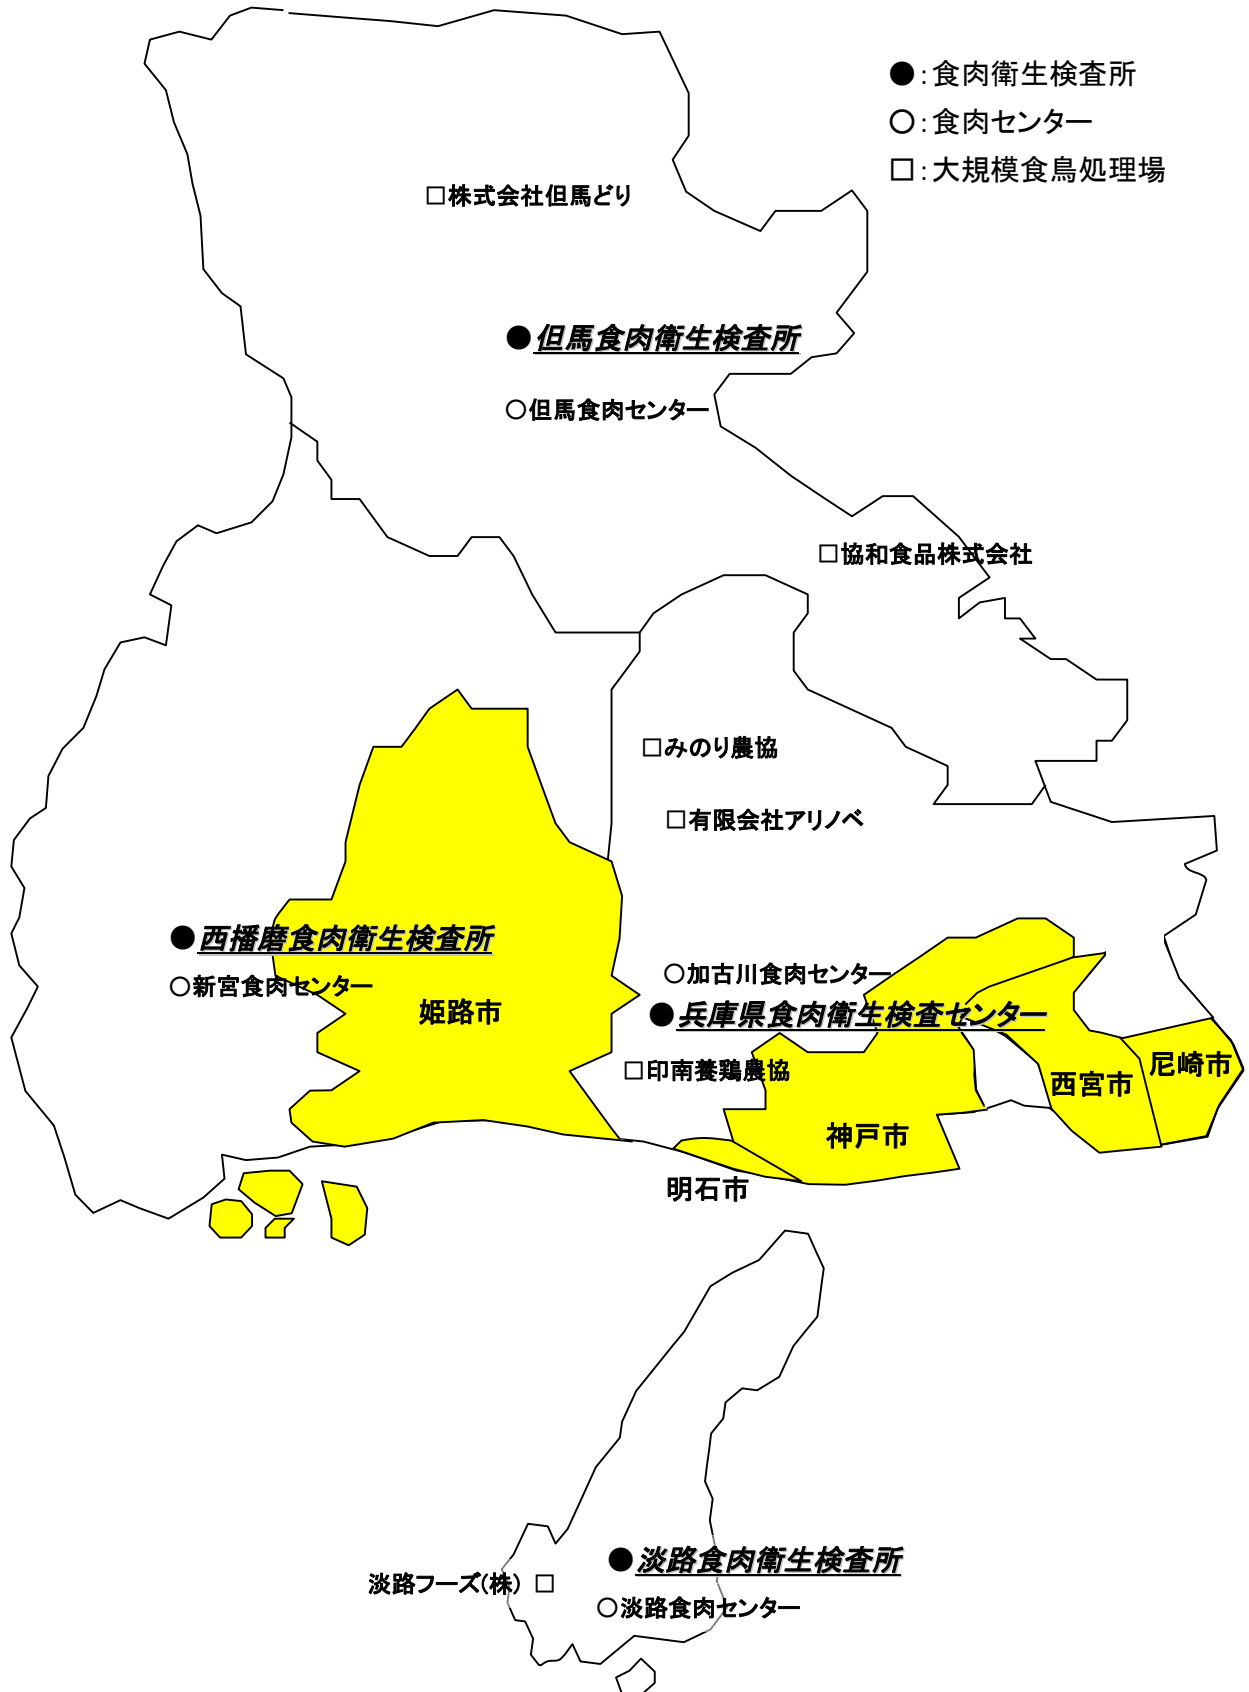 ●:食肉衛生検査所
○:食肉センター
□:大規模食鳥処理場
□株式会社但馬どり
●但馬食肉衛生検査所
○但馬食肉センター
□協和食品株式会社
□みのり農協
□有限会社アリノベ
●西播磨食肉衛生検査所
○新宮食肉センター
姫路市
○加古川食肉センター
●兵庫県食肉衛生検査センター
□印南養鶏農協
尼崎市
西宮市
神戸市
明石市
●淡路食肉衛生検査所
淡路フーズ(株) □
○淡路食肉センター